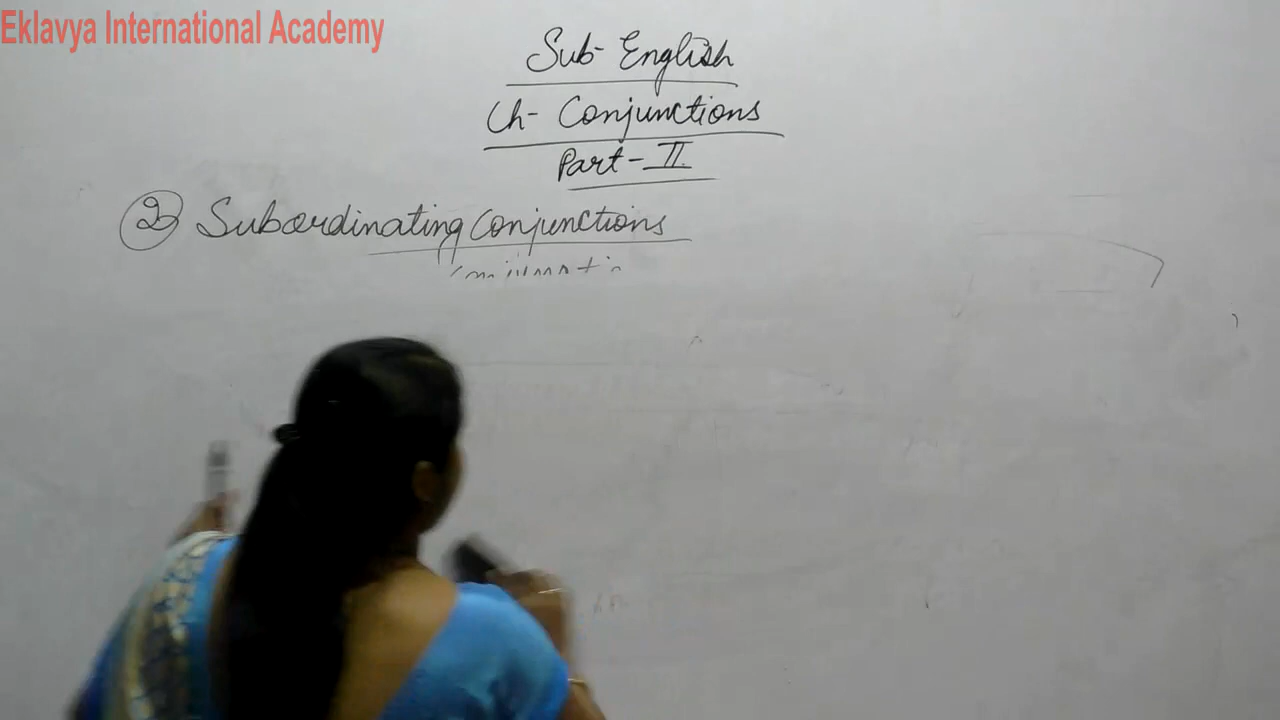 Eklavya International Academy
Sub- English
Ch- Conjunctions
Part-II.
2 Subordinating Conjunctions